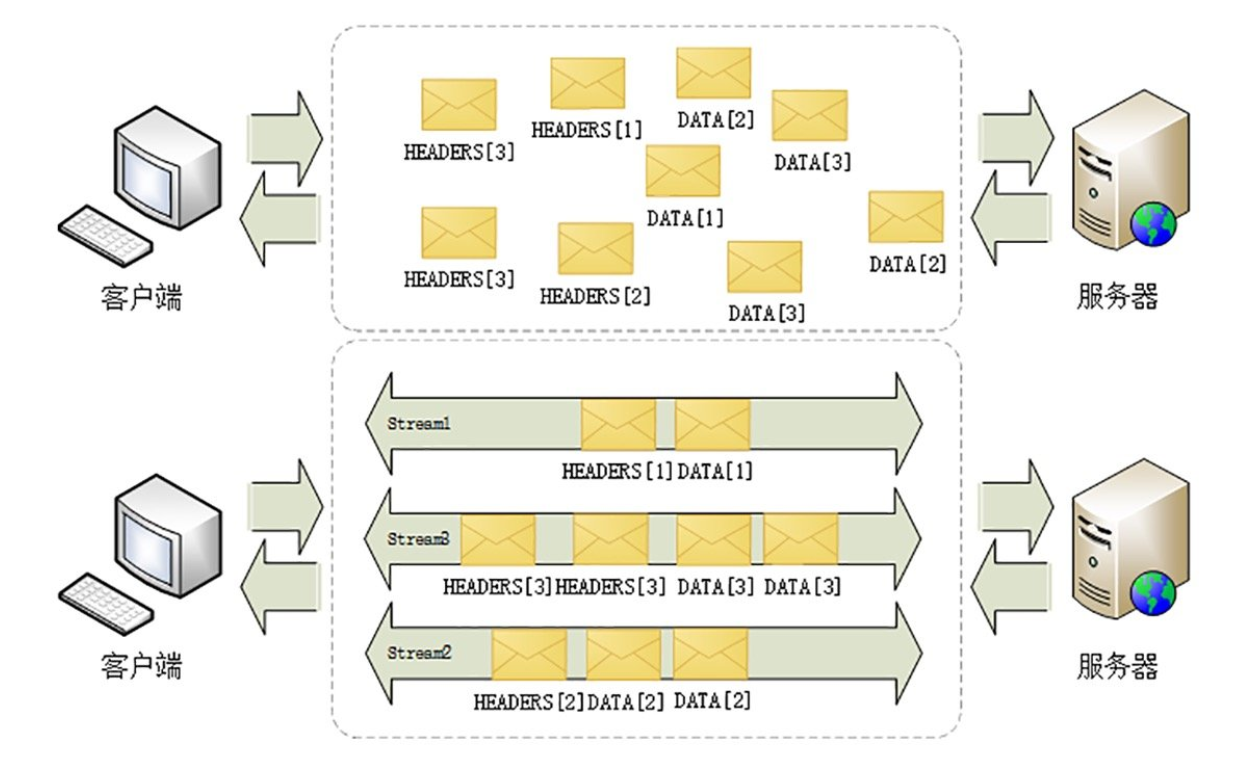 HEADERS[3]
HEADERS[1]
DATA[2]
DATA[3]
DATA[1]
HEADERS[3]
HEADERS[2]
DATA[3]
DATA[2]
客户端
服务器
Stream1
HEADERS[1] DATA[1]
Stream3
HEADERS[3] HEADERS[3] DATA[3] DATA[3]
Stream2
HEADERS[2] DATA[2] DATA[2]
客户端
服务器